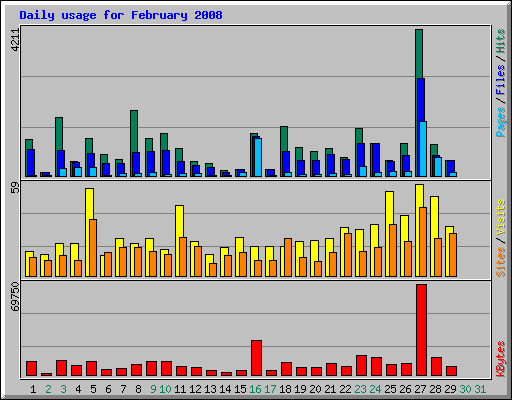 Daily usage for February 2008
4211
Pages / Files / Hits
59
Sites / Visits
69750
KBytes
1 2 3 4 5 6 7 8 9 10 11 12 13 14 15 16 17 18 19 20 21 22 23 24 25 26 27 28 29 30 31